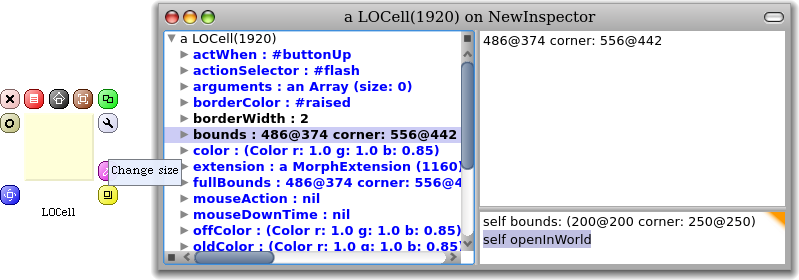 a LOCell(1920) on NewInspector
a LOCell(1920)
actWhen : #buttonUp
actionSelector : #flash
arguments : an Array (size: 0)
borderColor : #raised
borderWidth : 2
bounds : 486@374 corner: 556@442
color : (Color r: 1.0 g: 1.0 b: 0.85)
extension : a MorphExtension (1160)
fullBounds : 486@374 corner: 556@4
mouseAction : nil
mouseDownTime : nil
offColor : (Color r: 1.0 g: 1.0 b: 0.85)
oldColor : (Color r: 1.0 g: 1.0 b: 0.85)
486@374 corner: 556@442
self bounds: (200@200 corner: 250@250)
self openInWorld
Change size
LOCell